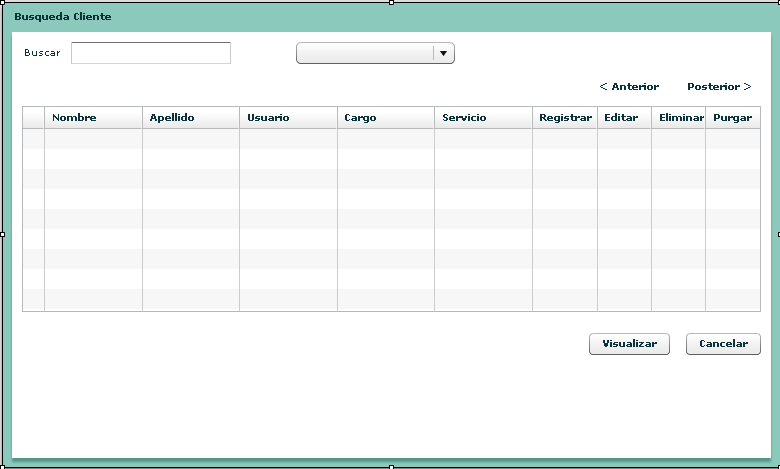 Busqueda Cliente
Buscar
< Anterior Posterior >
Nombre Apellido Usuario Cargo Servicio Registrar Editar Eliminar Purgar
Visualizar Cancelar